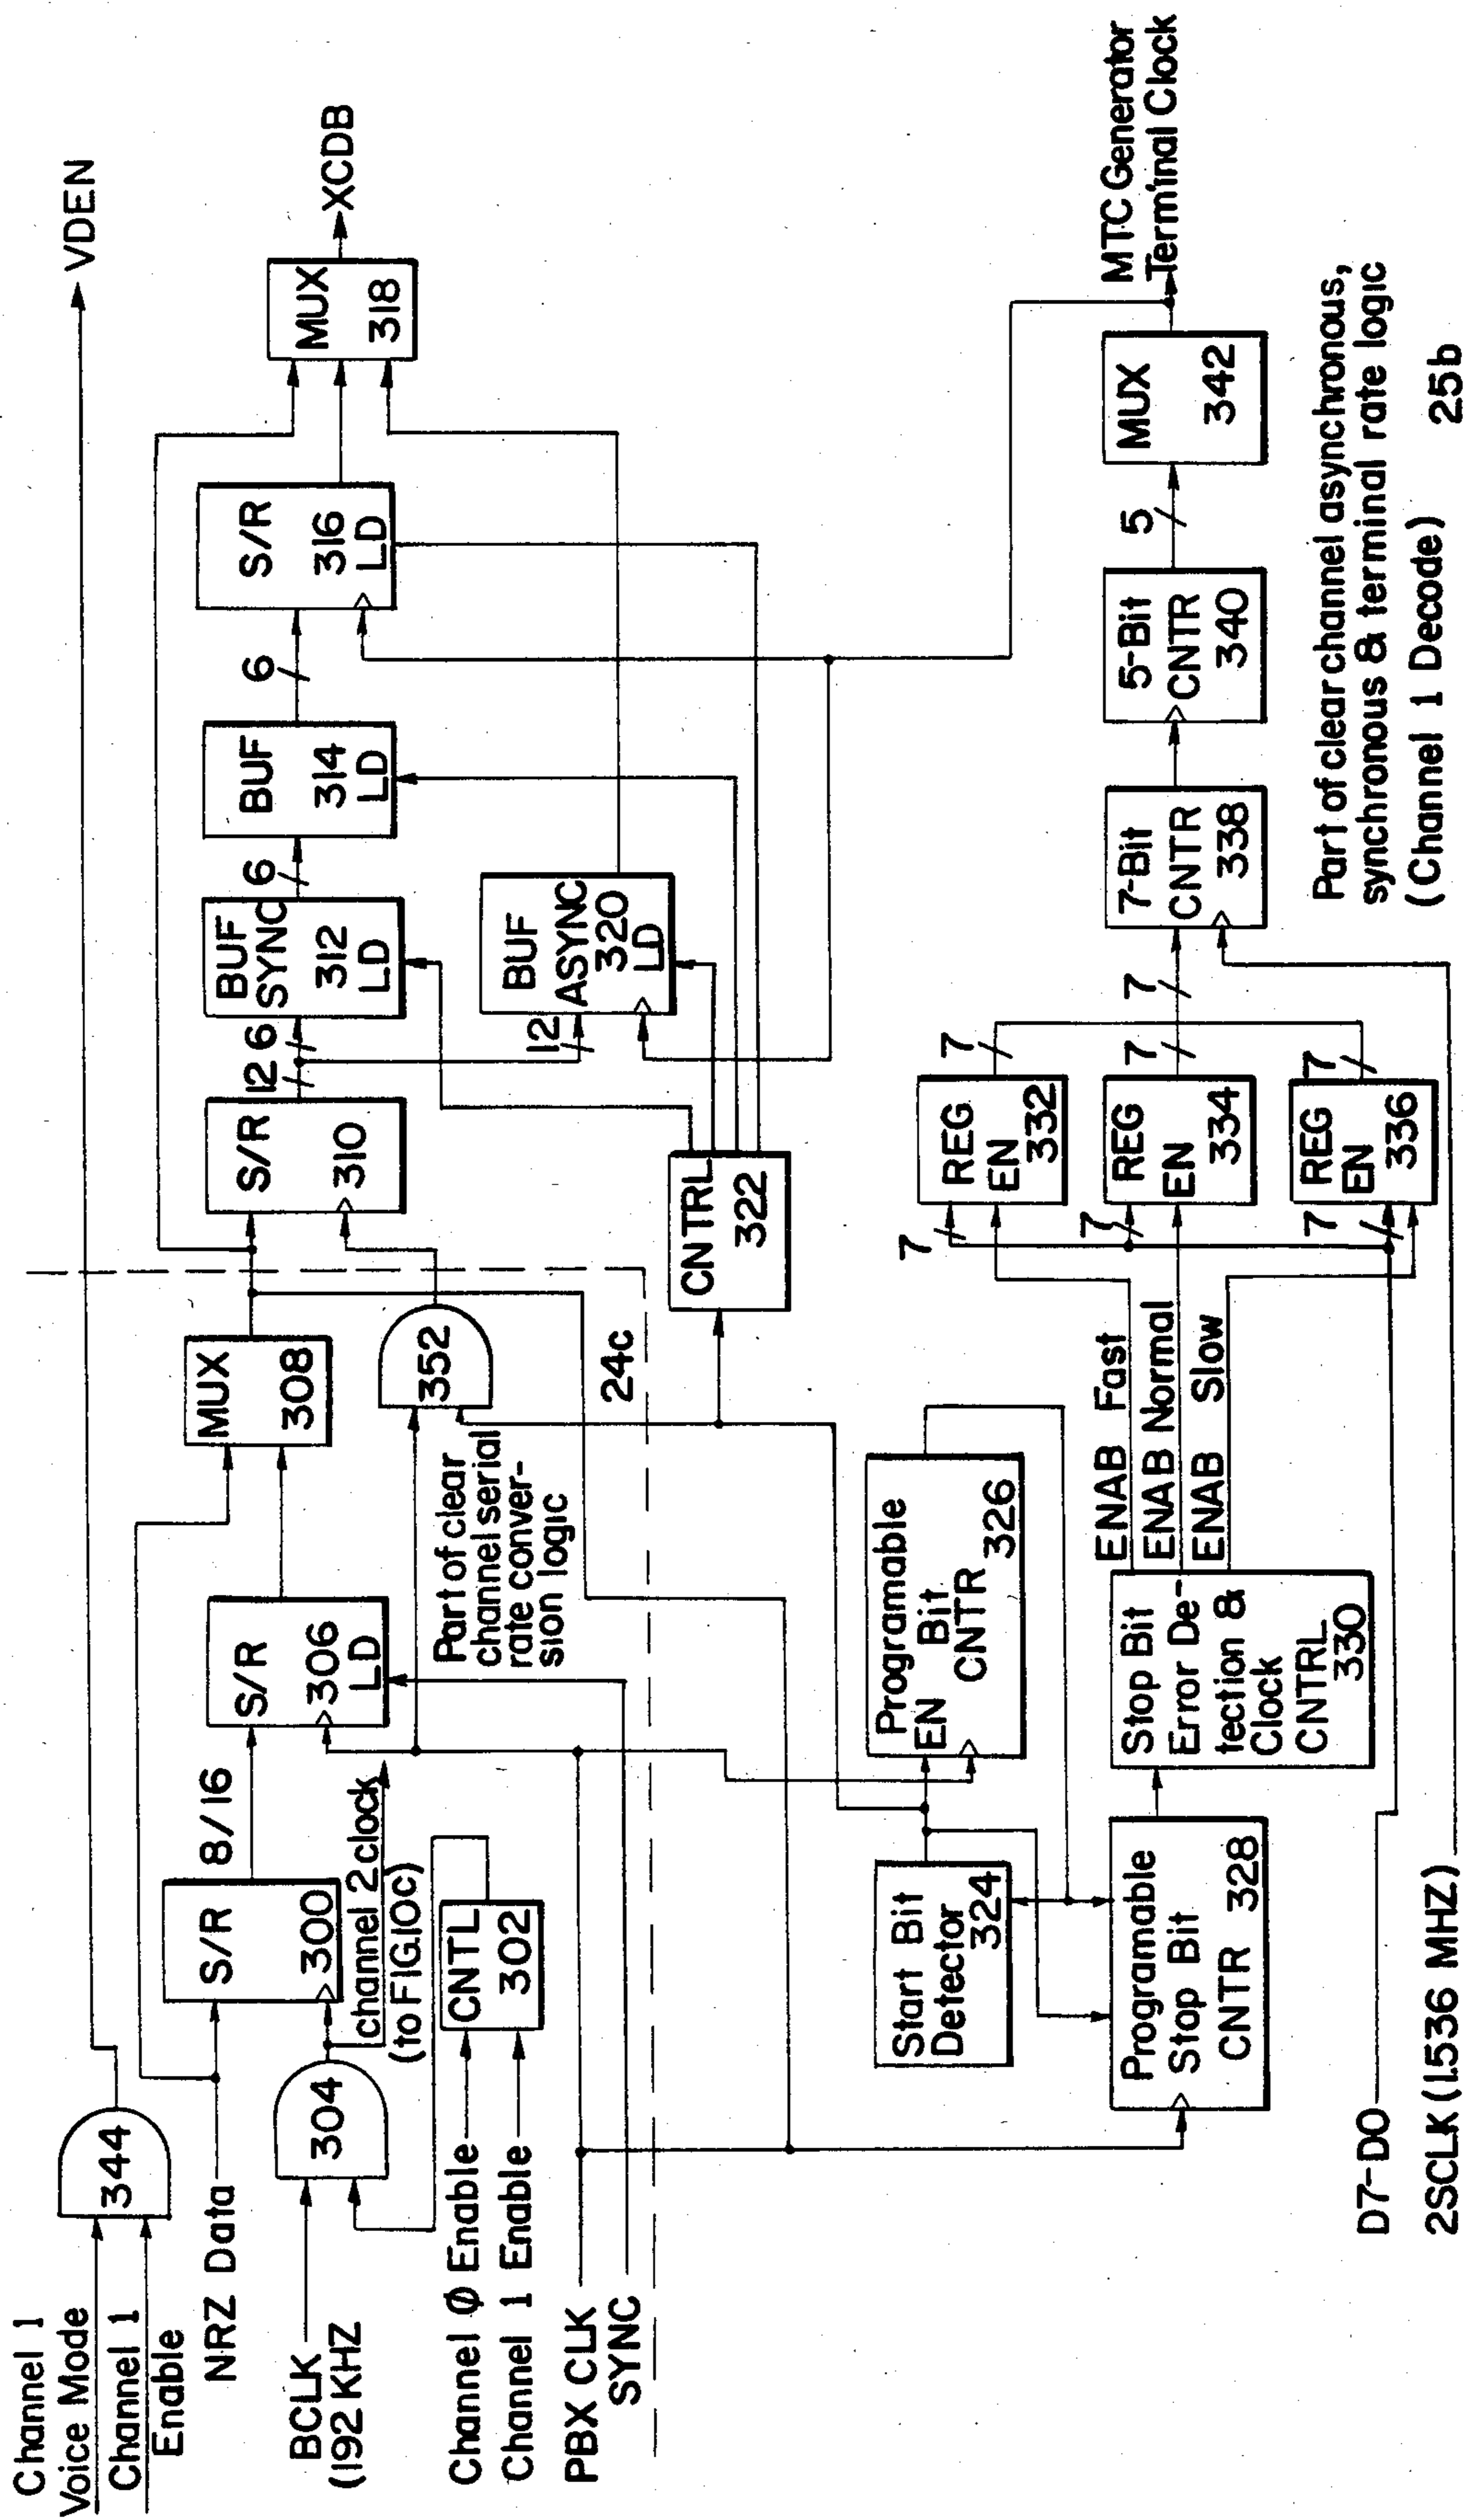 Channel 1
Voice Mode
Channel 1
Enable
344
VDEN
NRZ Data
BCLK
(192 KHZ
304
S/R
300
8/16
S/R
306
LD
MUX
308
S/R
310
12
6
BUF
SYNC
312
LD
6
BUF
314
LD
6
S/R
316
LD
MUX
318
XCDB
channel 2 clock
(to FIG.10C)
Channel Ø Enable
Channel 1 Enable
CNTL
302
PBX CLK
SYNC
Part of clear
channel serial
rate conver-
sion logic
352
24c
12
BUF
ASYNC
320
LD
CNTRL
322
Start Bit
Detector
324
Programable
EN Bit
CNTR
326
Programable
Stop Bit
CNTR 328
Stop Bit
Error De-
tection &
Clock
CNTRL
330
ENAB Fast
ENAB Normal
ENAB Slow
7
7
7
REG
EN
332
REG
EN
334
REG
EN
336
7
7
7
7
7-Bit
CNTR
338
5-Bit
CNTR
340
5
MUX
342
MTC Generator
Terminal Clock
D7-D0
2SCLK (1.536 MHZ)
Part of clear channel asynchronous,
synchronous & terminal rate logic
(Channel 1 Decode)
25b